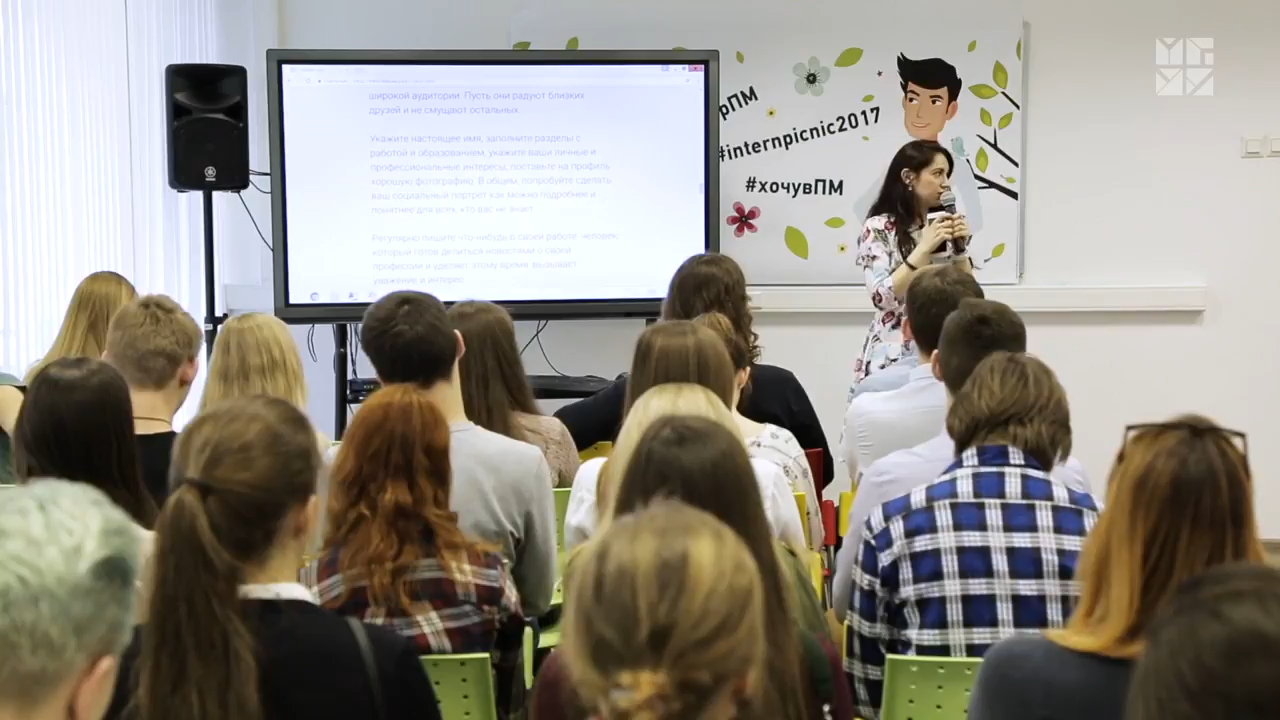 широкой аудитории. Пусть они радуют близких
друзей и не смущают остальных.
Укажите настоящее имя, заполните разделы с
работой и образованием, укажите ваши личные и
профессиональные интересы, поставьте на профиль
хорошую фотографию. В общем, попробуйте сделать
ваш социальный портрет как можно подробнее и
понятнее для всех, кто вас не знает.
Регулярно пишите что-нибудь о своей работе: человек,
который готов делиться новостями о своей
профессии и уделяет этому время, вызывает
уважение и интерес.
рПМ
#internpicnic2017
#хочувПМ